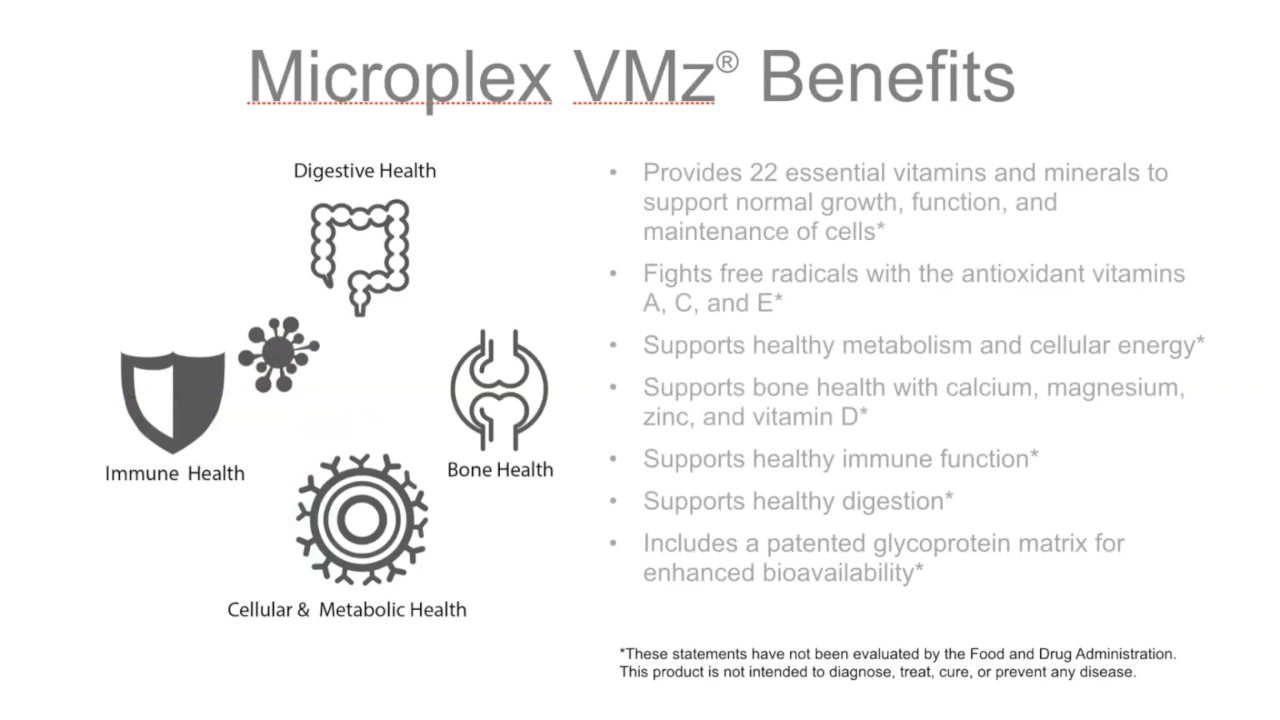 Microplex VMz® Benefits
Digestive Health
Immune Health
Bone Health
Cellular & Metabolic Health
• Provides 22 essential vitamins and minerals to
support normal growth, function, and
maintenance of cells*
• Fights free radicals with the antioxidant vitamins
A, C, and E*
• Supports healthy metabolism and cellular energy*
• Supports bone health with calcium, magnesium,
zinc, and vitamin D*
• Supports healthy immune function*
• Supports healthy digestion*
• Includes a patented glycoprotein matrix for
enhanced bioavailability*
*These statements have not been evaluated by the Food and Drug Administration.
This product is not intended to diagnose, treat, cure, or prevent any disease.